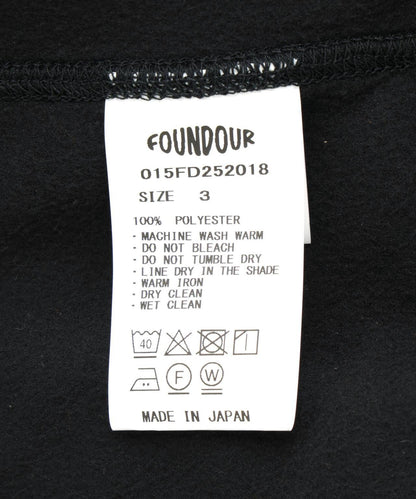 FOUNDOUR
015FD252018
SIZE 3
100% POLYESTER
· MACHINE WASH WARM
· DO NOT BLEACH
· DO NOT TUMBLE DRY
· LINE DRY IN THE SHADE
· WARM IRON
· DRY CLEAN
· WET CLEAN
40
F W
MADE IN JAPAN